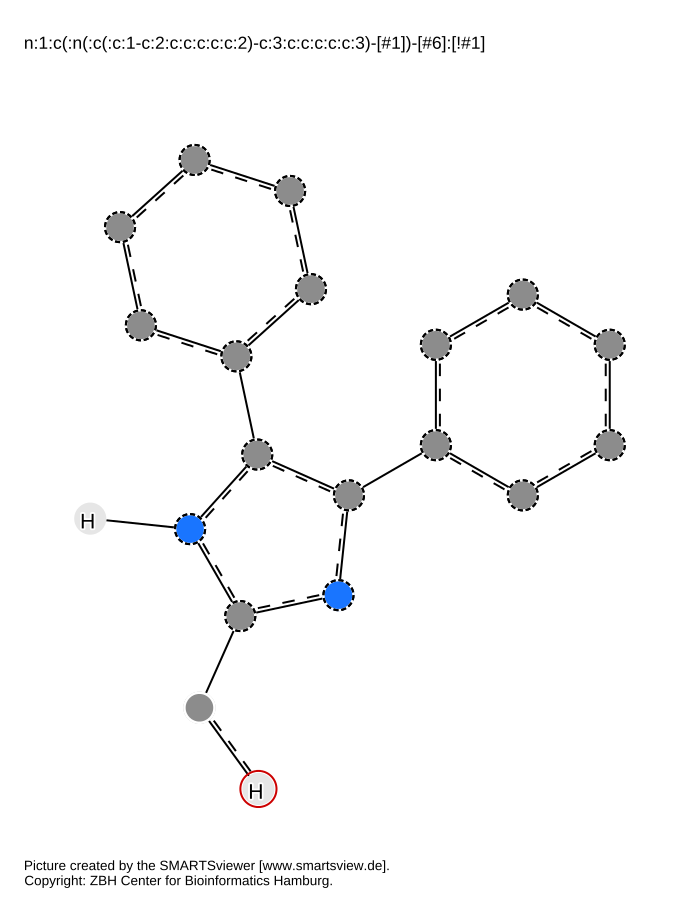 n:1:c(:n(:c(:c:1-c:2:c:c:c:c:c:2)-c:3:c:c:c:c:c:3)-[#1])-[#6]:[!#1]
H
H
Picture created by the SMARTSviewer [www.smartsview.de].
Copyright: ZBH Center for Bioinformatics Hamburg.